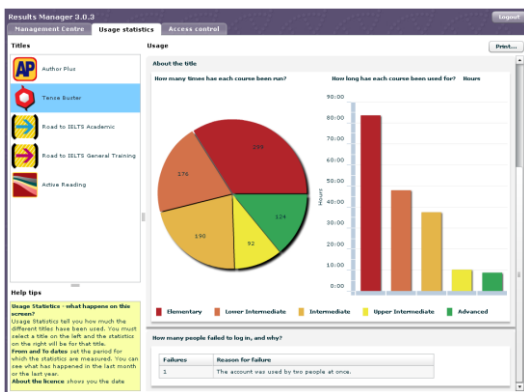 Results Manager 3.0.3
Logout
Management Centre
Usage statistics
Access control
Titles
Author Plus
Tense Buster
Road to IELTS Academic
Road to IELTS General Training
Active Reading
Help tips
Usage Statistics - what happens on this
screen?
Usage Statistics tell you how much the
different titles have been used. You must
select a title on the left and the statistics
on the right will be for that title.
From and To dates set the period for
which the statistics are measured. You can
see what has happened in the last month
or the last year.
About the licence shows you the date
Usage
Print...
About the title
How many times has each course been run?
How long has each course been used for? Hours
176
190
92
90:00
80:00
70:00
60:00
50:00
40:00
30:00
20:00
10:00
0:00
Elementary
Lower Intermediate
Intermediate
Upper Intermediate
Advanced
How many people failed to log in, and why?
Failures
Reason for failure
1
The account was used by two people at once.